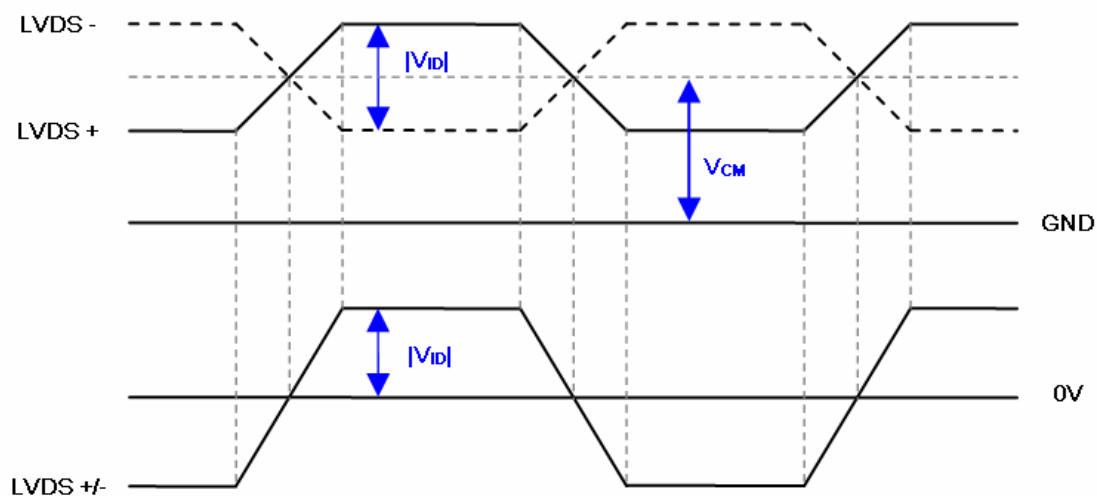 LVDS -
|VID|
LVDS +
VCM
GND
|VID|
0V
LVDS +/-